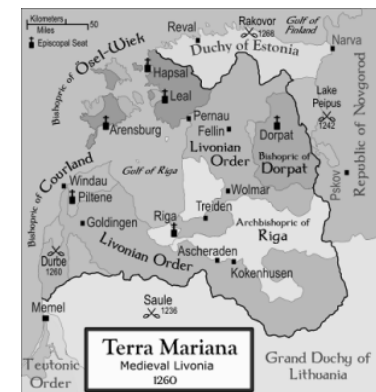 Kilometers
50
Miles
Episcopal Seat
Bishopric of Ösel-Wiek
Reval
Rakovor
1268
Gulf of
Finland
Duchy of Estonia
Narva
Hapsal
Leal
Arensburg
Pernau
Fellin
Livonian
Order
Dorpat
Bishopric of
Dorpat
Lake
Peipus
1242
Republic of Novgorod
Pskov
Bishopric of Courland
Gulf of Riga
Windau
Piltene
Goldingen
Wolmar
Treiden
Riga
Archbishopric of
Riga
Livonian Order
Ascheraden
Kokenhusen
Durbe
1260
Memel
Saule
1236
Teutonic
Order
Terra Mariana
Medieval Livonia
1260
Grand Duchy of
Lithuania